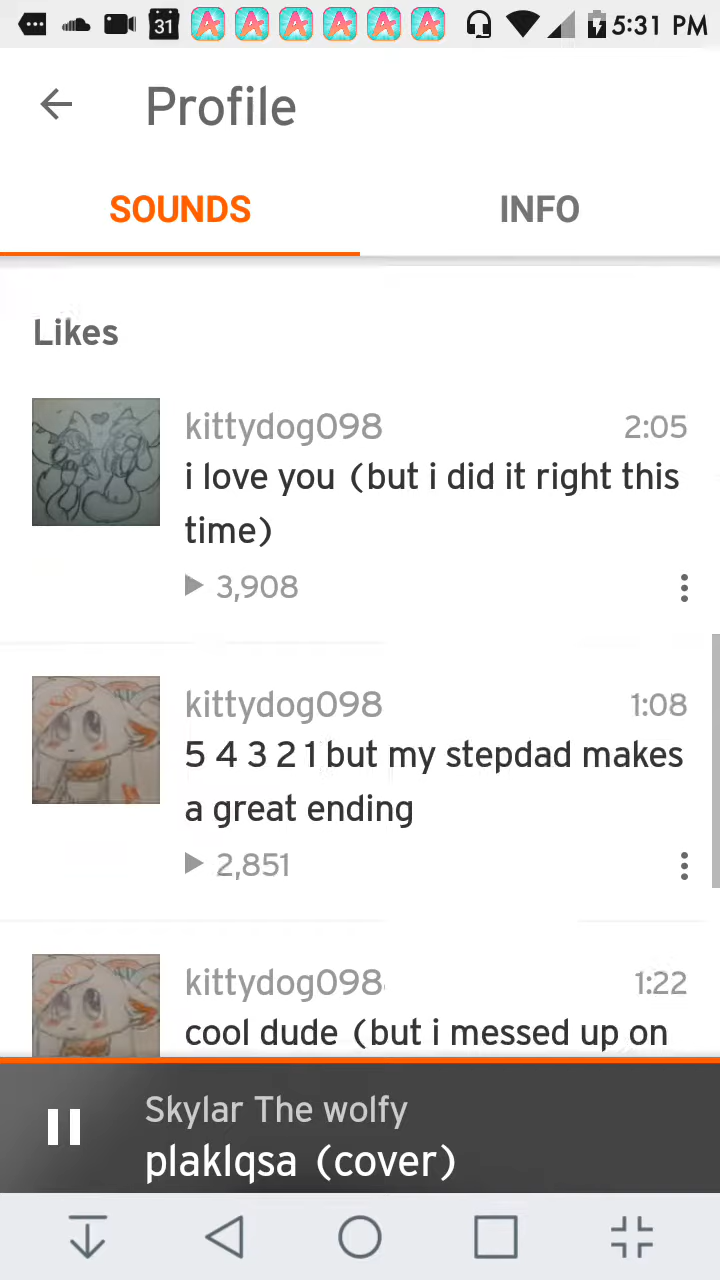 31 5:31 PM
Profile
SOUNDS INFO
Likes
kittydog098 2:05
i love you (but i did it right this
time)
3,908
kittydog098 1:08
5 4 3 2 1 but my stepdad makes
a great ending
2,851
kittydog098 1:22
cool dude (but i messed up on
Skylar The wolfy
plaklqsa (cover)